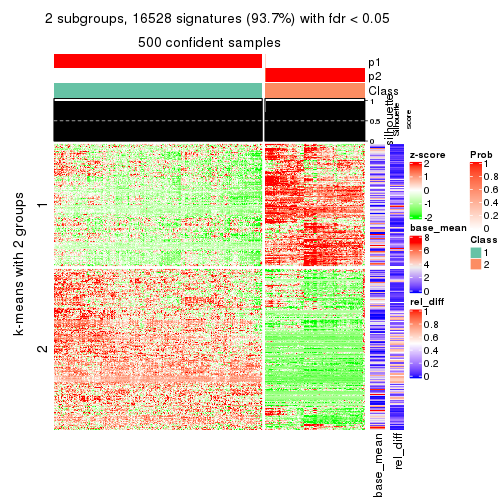 2 subgroups, 16528 signatures (93.7%) with fdr < 0.05
500 confident samples
p1
p2
Class
silhouette
Silhouette
score
1
0.5
0
k-means with 2 groups
1
2
base_mean
rel_diff
z-score
2
1
0
-1
-2
base_mean
8
6
4
2
0
rel_diff
1
0.8
0.6
0.4
0.2
0
Prob
1
0.8
0.6
0.4
0.2
0
Class
1
2